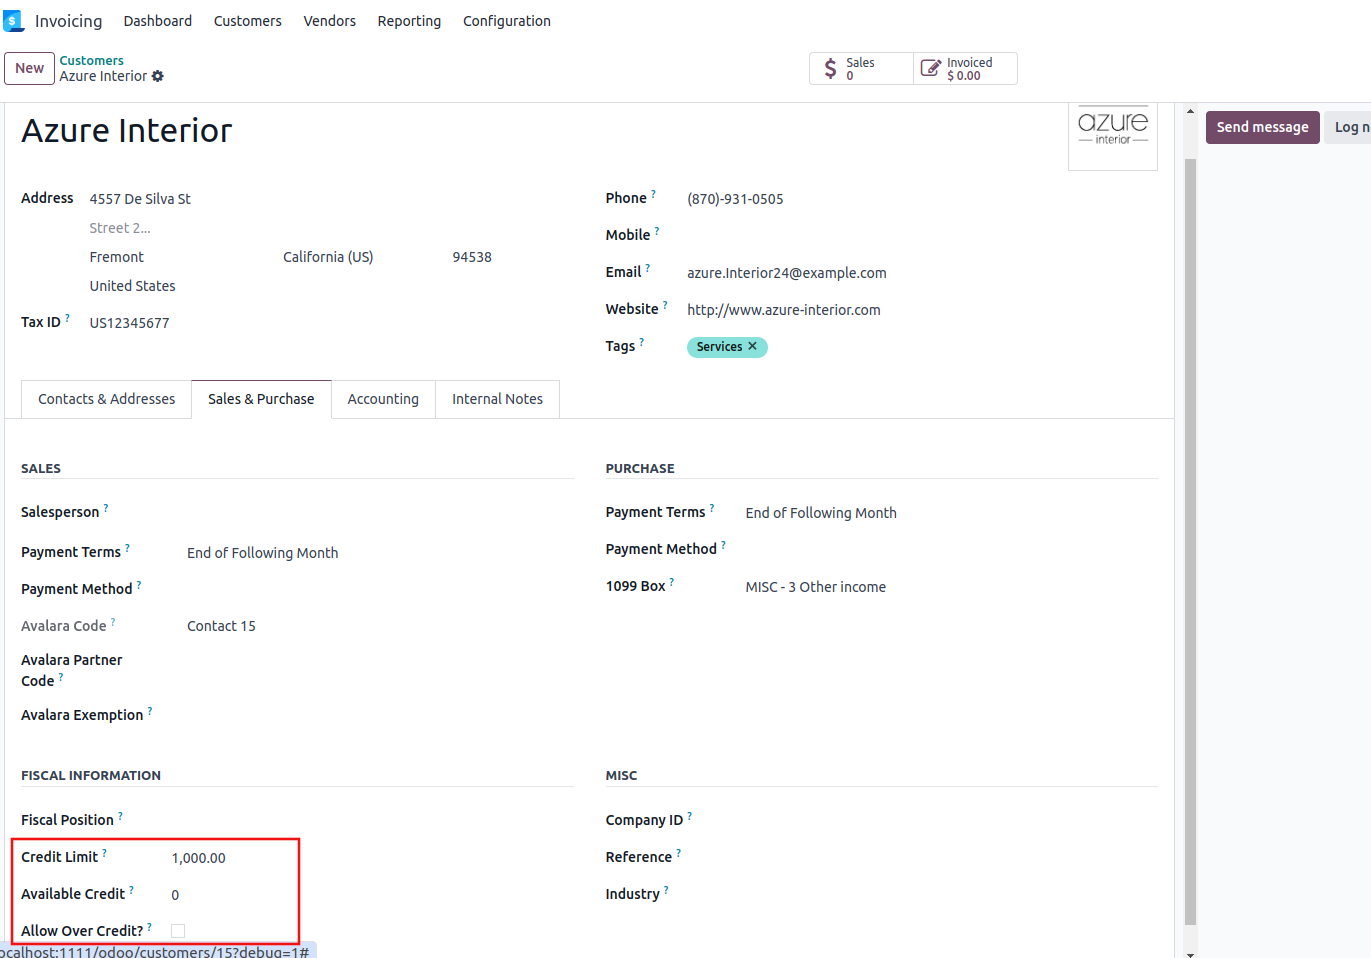 Invoicing Dashboard Customers Vendors Reporting Configuration
New
Customers
Azure Interior
$ Sales
0
Invoiced
$ 0.00
Azure Interior
azure
interior
Send message
Log n
Address 4557 De Silva St
Street 2...
Fremont California (US) 94538
United States
Tax ID ? US12345677
Phone ? (870)-931-0505
Mobile ?
Email ? azure.Interior24@example.com
Website ? http://www.azure-interior.com
Tags ? Services ✕
Contacts & Addresses Sales & Purchase Accounting Internal Notes
SALES
Salesperson ?
Payment Terms ? End of Following Month
Payment Method ?
Avalara Code ? Contact 15
Avalara Partner
Code ?
Avalara Exemption ?
PURCHASE
Payment Terms ? End of Following Month
Payment Method ?
1099 Box ? MISC - 3 Other income
FISCAL INFORMATION
Fiscal Position ?
Credit Limit ? 1,000.00
Available Credit ? 0
Allow Over Credit? ?
MISC
Company ID ?
Reference ?
Industry ?
ocalhost:1111/odoo/customers/15?debug=1#